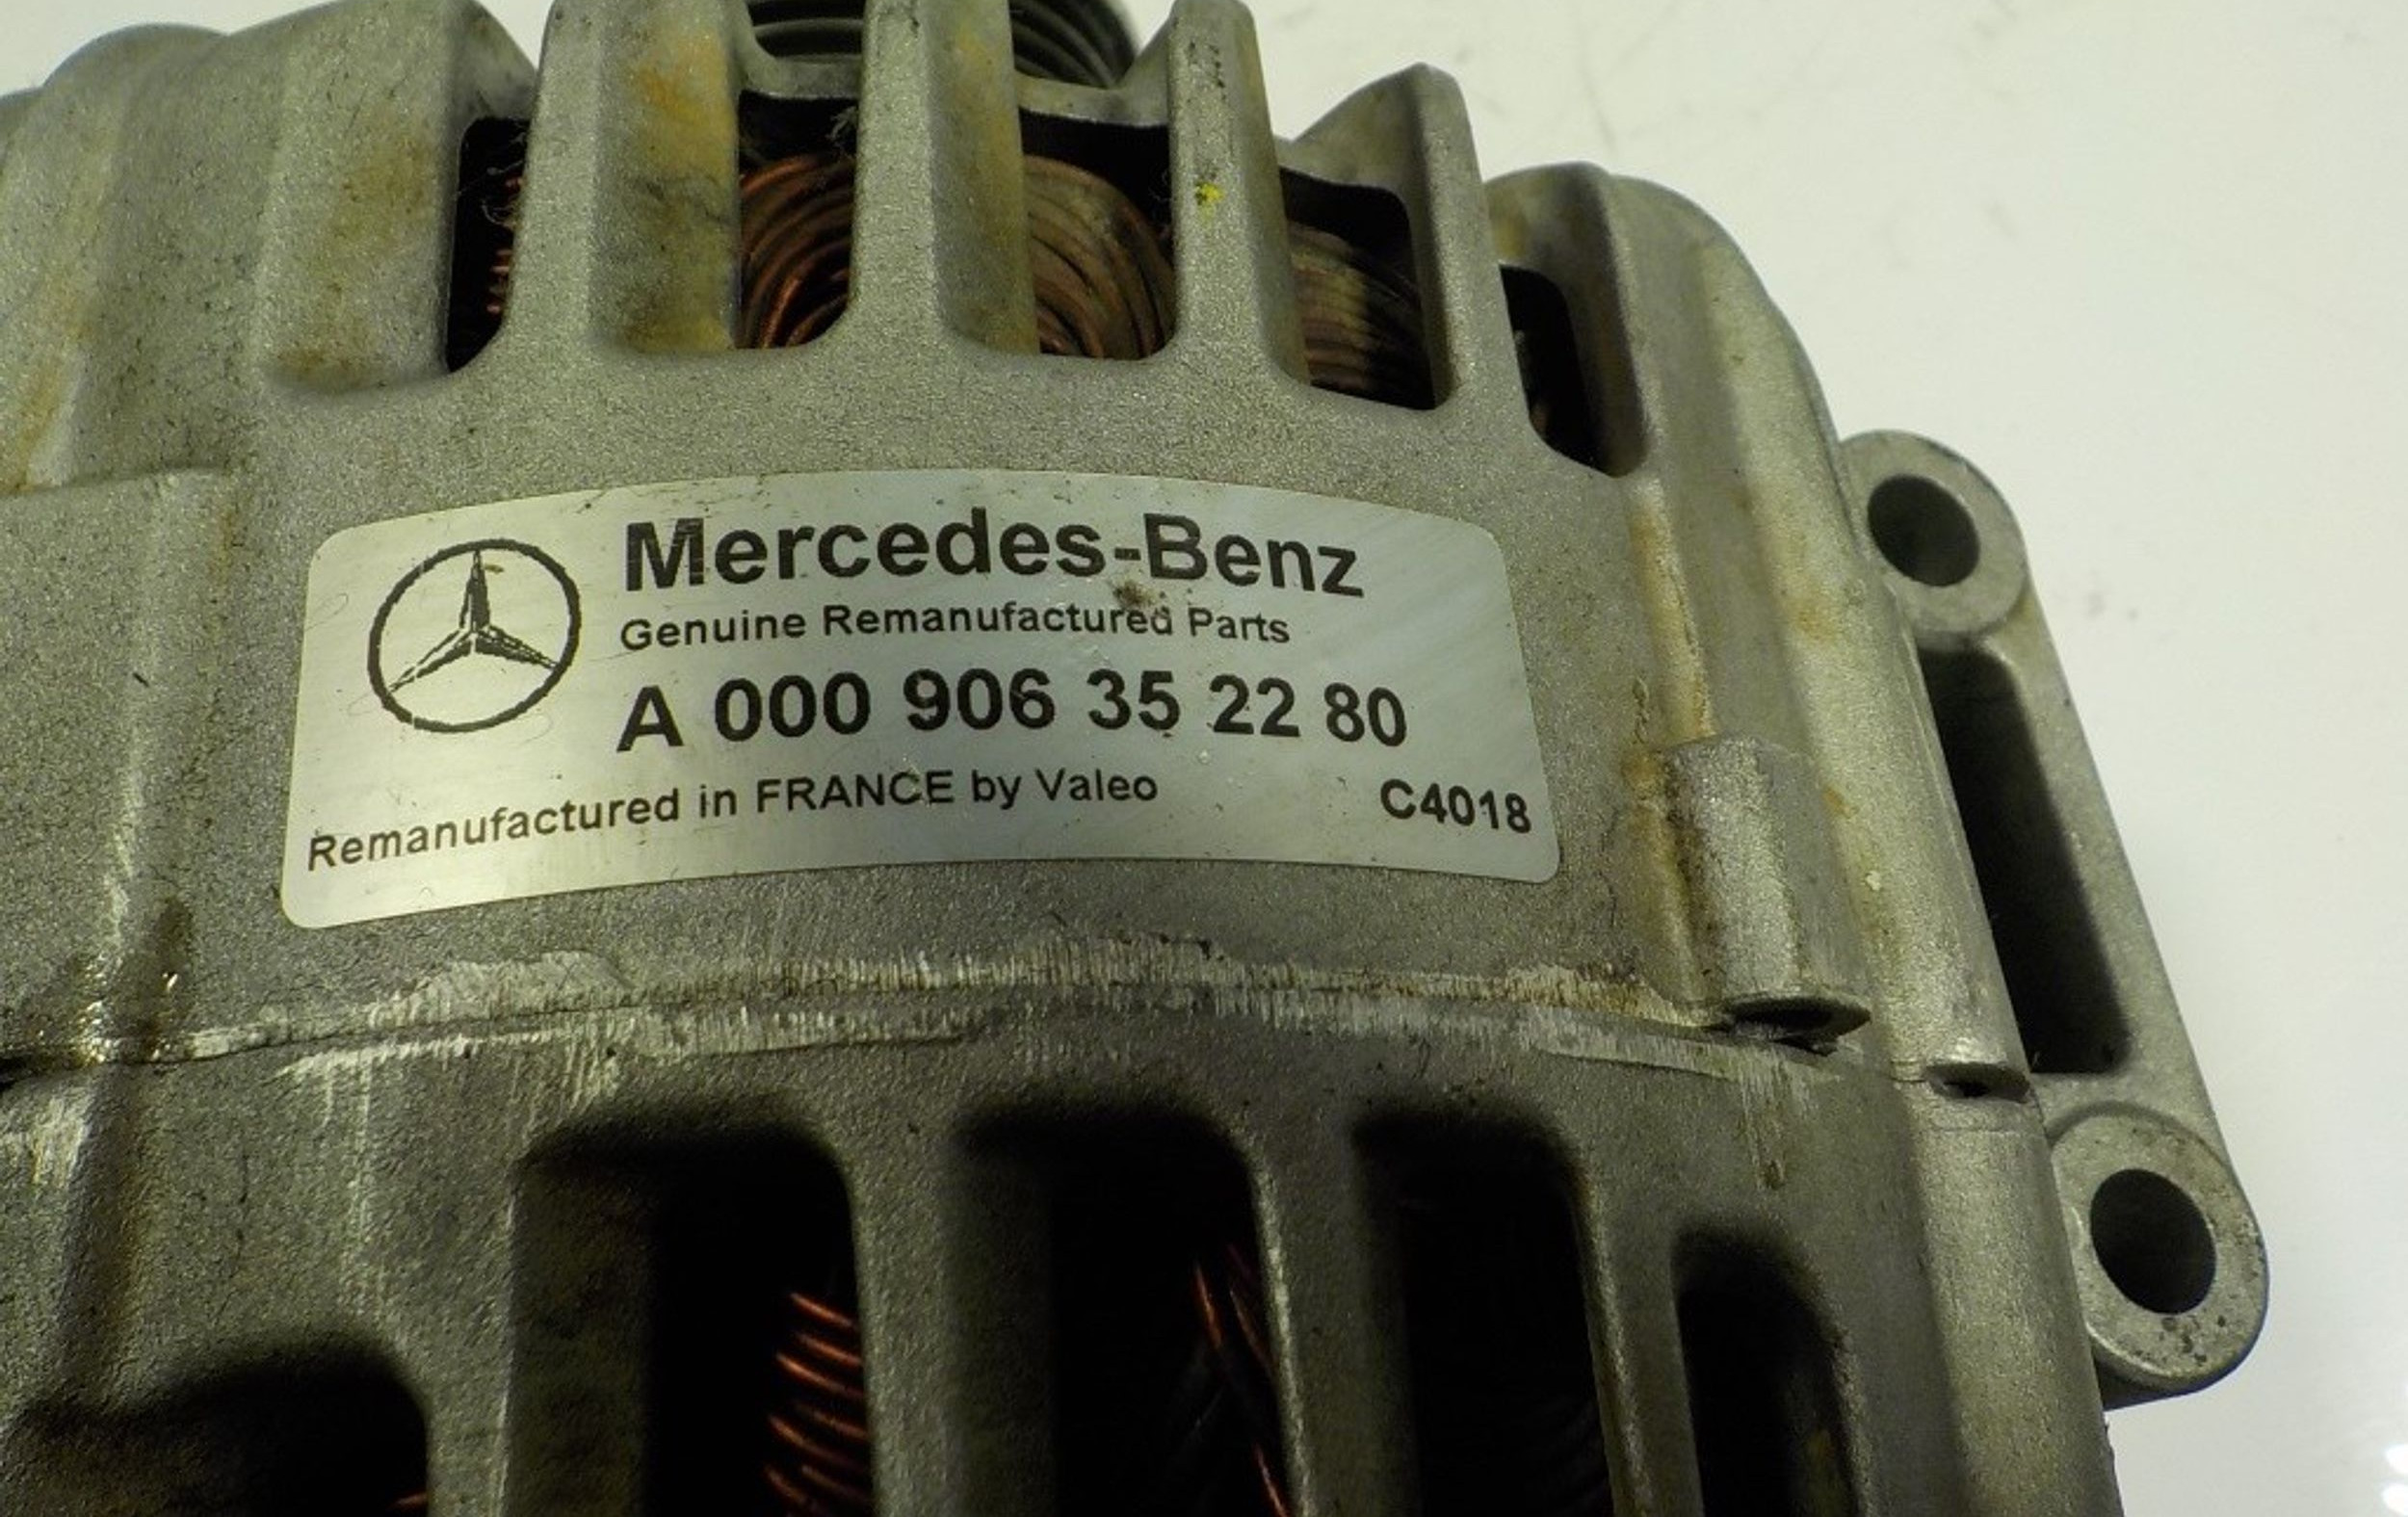 Mercedes-Benz
Genuine Remanufactured Parts
A 000 906 35 22 80
Remanufactured in FRANCE by Valeo C4018